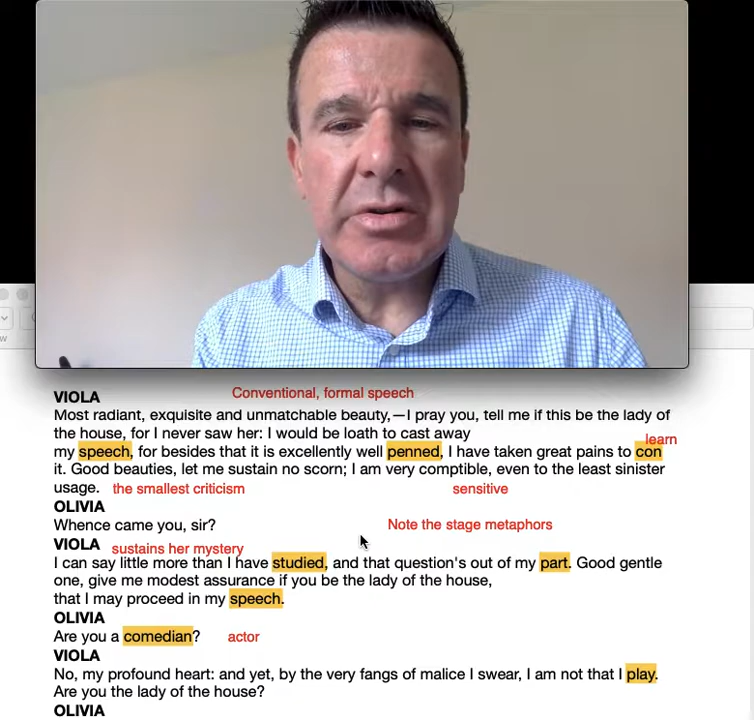 w
VIOLA Conventional, formal speech
Most radiant, exquisite and unmatchable beauty,—I pray you, tell me if this be the lady of
the house, for I never saw her: I would be loath to cast away
learn
my speech, for besides that it is excellently well penned, I have taken great pains to con
it. Good beauties, let me sustain no scorn; I am very comptible, even to the least sinister
usage. the smallest criticism sensitive
OLIVIA
Whence came you, sir? Note the stage metaphors
VIOLA sustains her mystery
I can say little more than I have studied, and that question's out of my part. Good gentle
one, give me modest assurance if you be the lady of the house,
that I may proceed in my speech.
OLIVIA
Are you a comedian? actor
VIOLA
No, my profound heart: and yet, by the very fangs of malice I swear, I am not that I play.
Are you the lady of the house?
OLIVIA